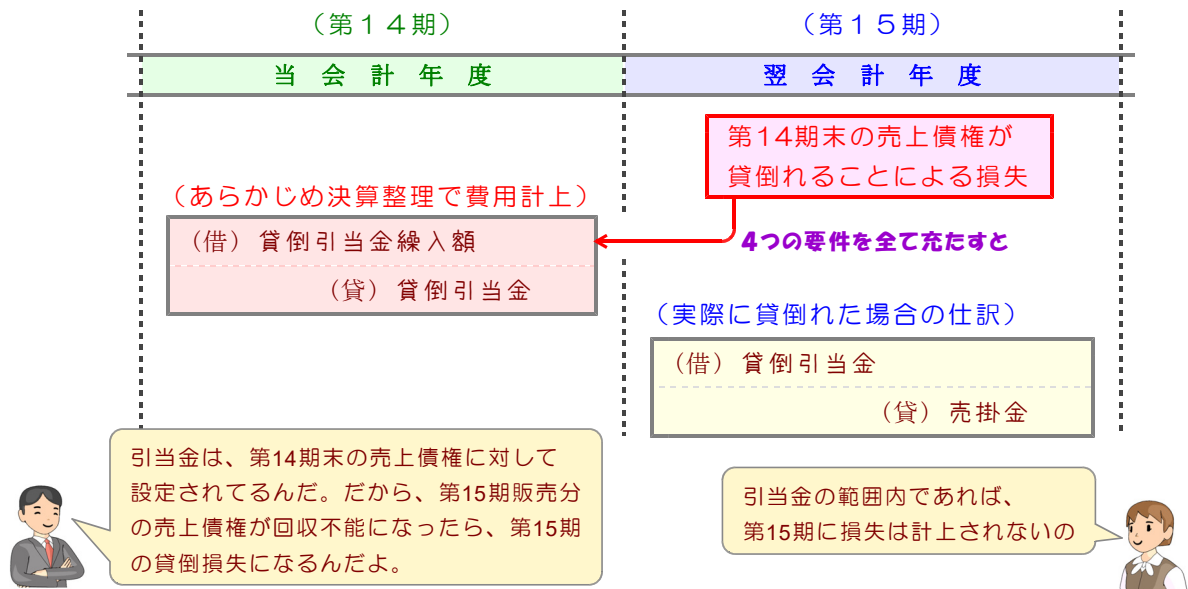 （第１４期）
（第１５期）
当会計年度
翌会計年度
第14期末の売上債権が
貸倒れることによる損失
（あらかじめ決算整理で費用計上）
（借）貸倒引当金繰入額
（貸）貸倒引当金
4つの要件を全て充たすと
（実際に貸倒れた場合の仕訳）
（借）貸倒引当金
（貸）売掛金
引当金は、第14期末の売上債権に対して
設定されてるんだ。だから、第15期販売分
の売上債権が回収不能になったら、第15期
の貸倒損失になるんだよ。
引当金の範囲内であれば、
第15期に損失は計上されないの